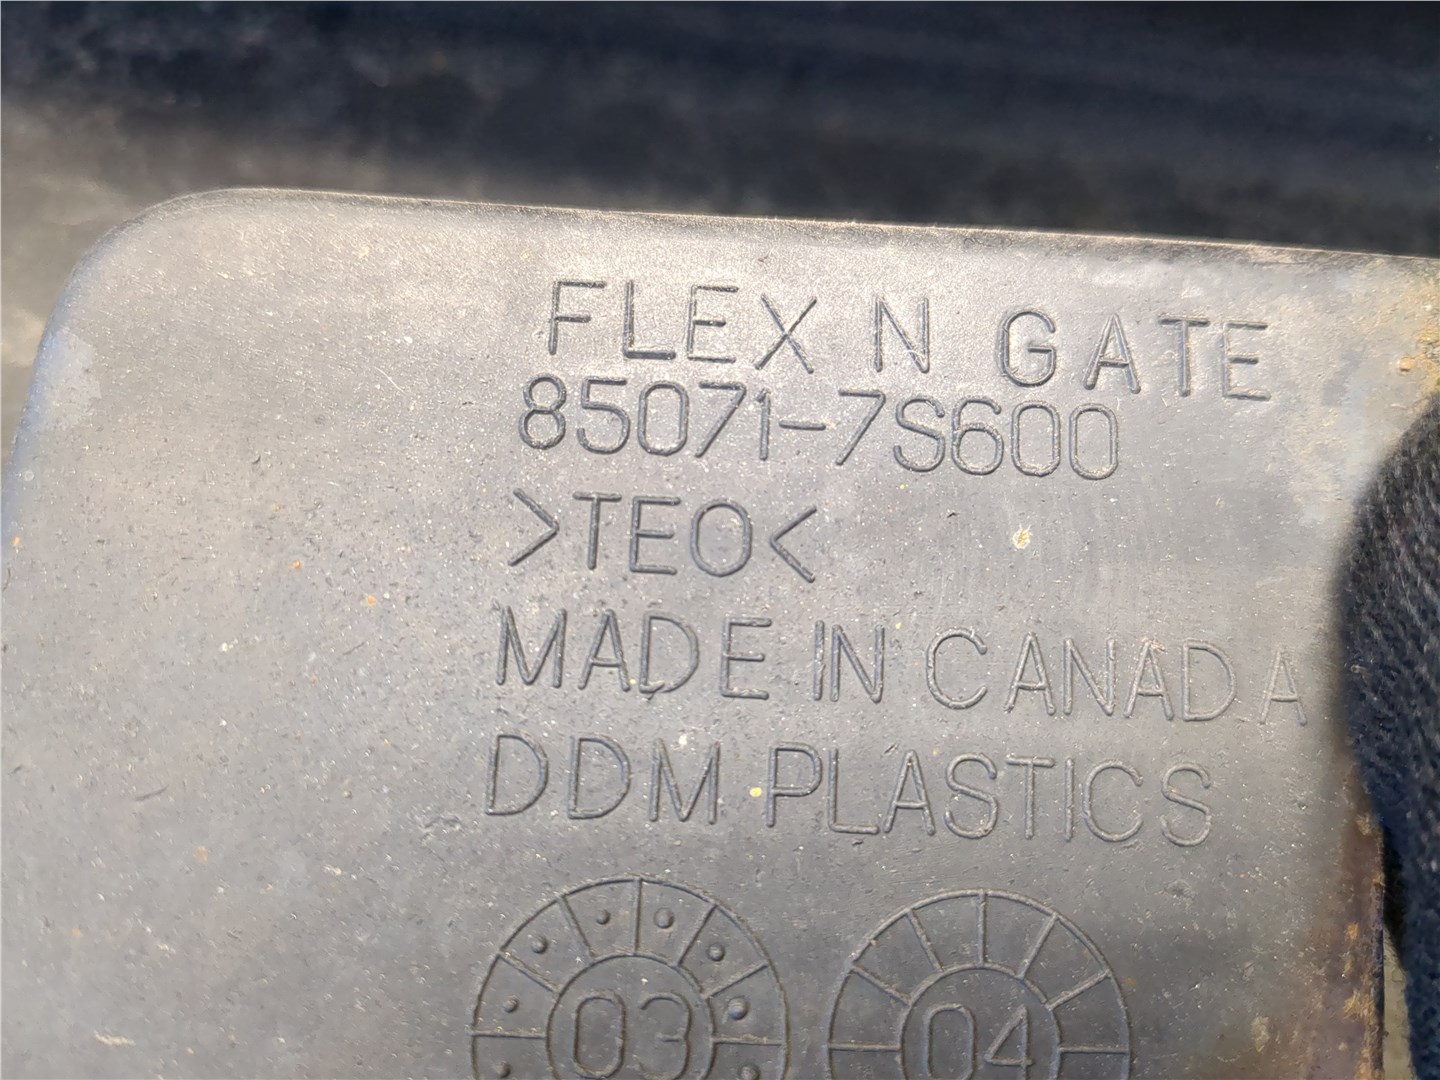 FLEX N GATE
85071-7S600
>TEO<
MADE IN CANADA
DDM PLASTICS
03 04